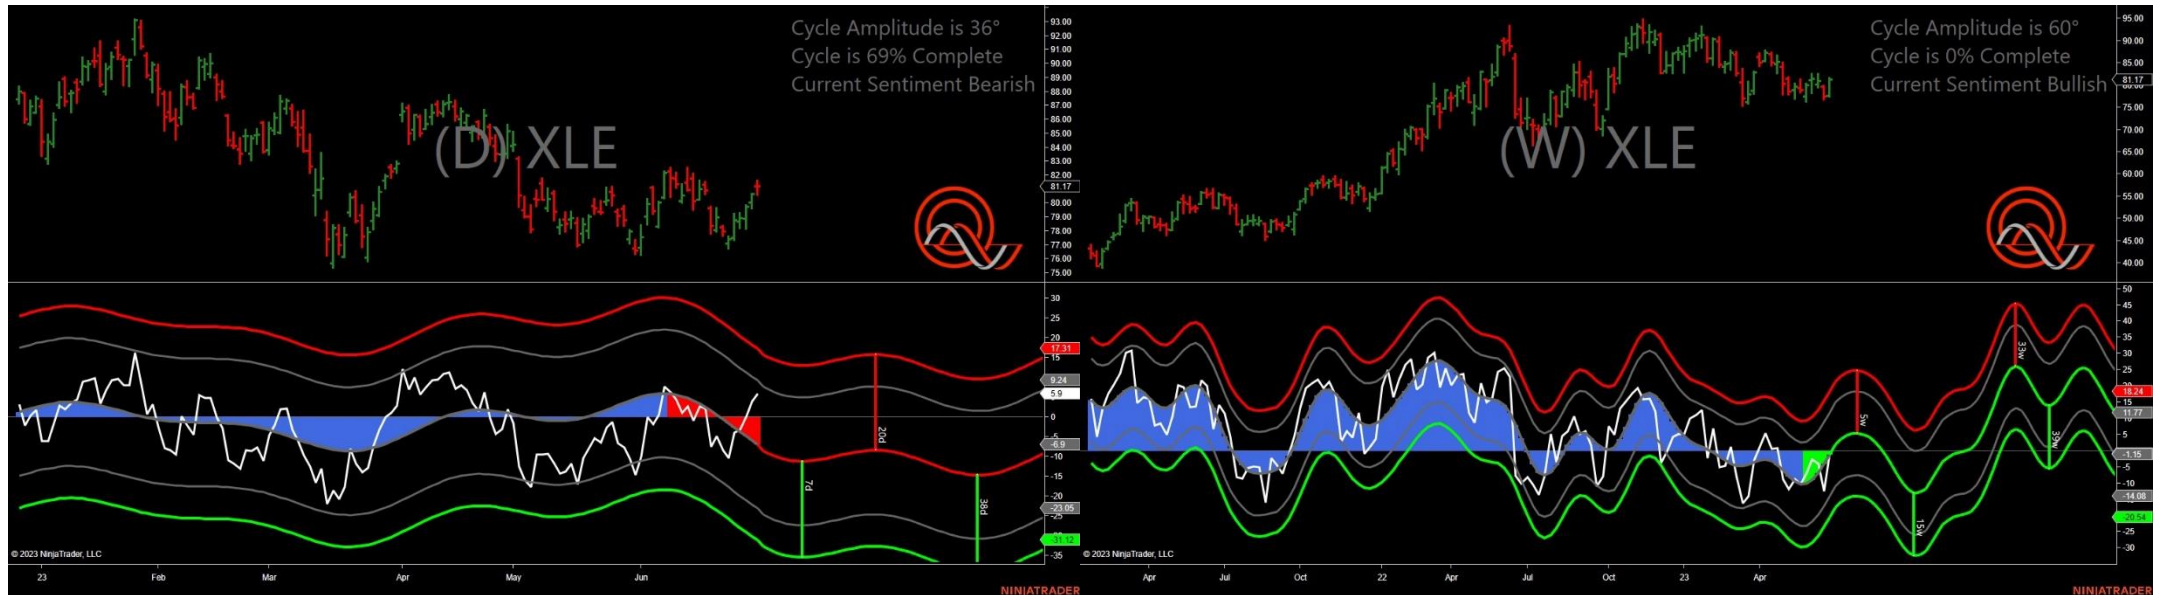 Cycle Amplitude is 36°
Cycle is 69% Complete
Current Sentiment Bearish
(D) XLE
93.00
92.00
91.00
90.00
89.00
88.00
87.00
86.00
85.00
84.00
83.00
82.00
81.17
80.00
79.00
78.00
77.00
76.00
75.00
30
25
17.31
15
9.24
5.9
0
-6.9
-10
-15
-20
-23.05
-25
-31.12
-35
20d
7d
38d
© 2023 NinjaTrader, LLC
23
Feb
Mar
Apr
May
Jun
NINJATRADER
Cycle Amplitude is 60°
Cycle is 0% Complete
Current Sentiment Bullish
(W) XLE
95.00
90.00
85.00
81.17
75.00
70.00
65.00
60.00
55.00
50.00
45.00
40.00
50
45
40
35
30
25
18.24
15
11.77
5
-1.15
-5
-10
-14.08
-20.54
-25
-30
5w
15w
33w
39w
© 2023 NinjaTrader, LLC
Apr
Jul
Oct
22
Apr
Jul
Oct
23
Apr
NINJATRADER